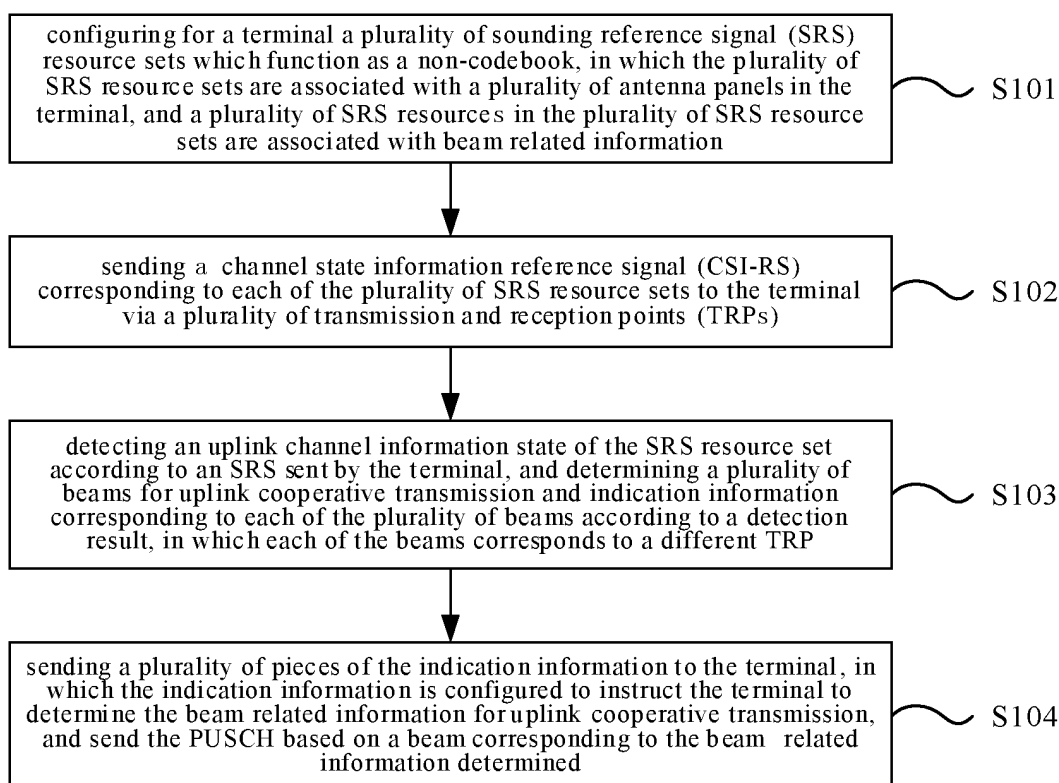 configuring for a terminal a plurality of sounding reference signal (SRS)
resource sets which function as a non-codebook, in which the plurality of
SRS resource sets are associated with a plurality of antenna panels in the
terminal, and a plurality of SRS resources in the plurality of SRS resource
sets are associated with beam related information
S101
sending a channel state information reference signal (CSI-RS)
corresponding to each of the plurality of SRS resource sets to the terminal
via a plurality of transmission and reception points (TRPs)
S102
detecting an uplink channel information state of the SRS resource set
according to an SRS sent by the terminal, and determining a plurality of
beams for uplink cooperative transmission and indication information
corresponding to each of the plurality of beams according to a detection
result, in which each of the beams corresponds to a different TRP
S103
sending a plurality of pieces of the indication information to the terminal, in
which the indication information is configured to instruct the terminal to
determine the beam related information for uplink cooperative transmission,
and send the PUSCH based on a beam corresponding to the beam related
information determined
S104